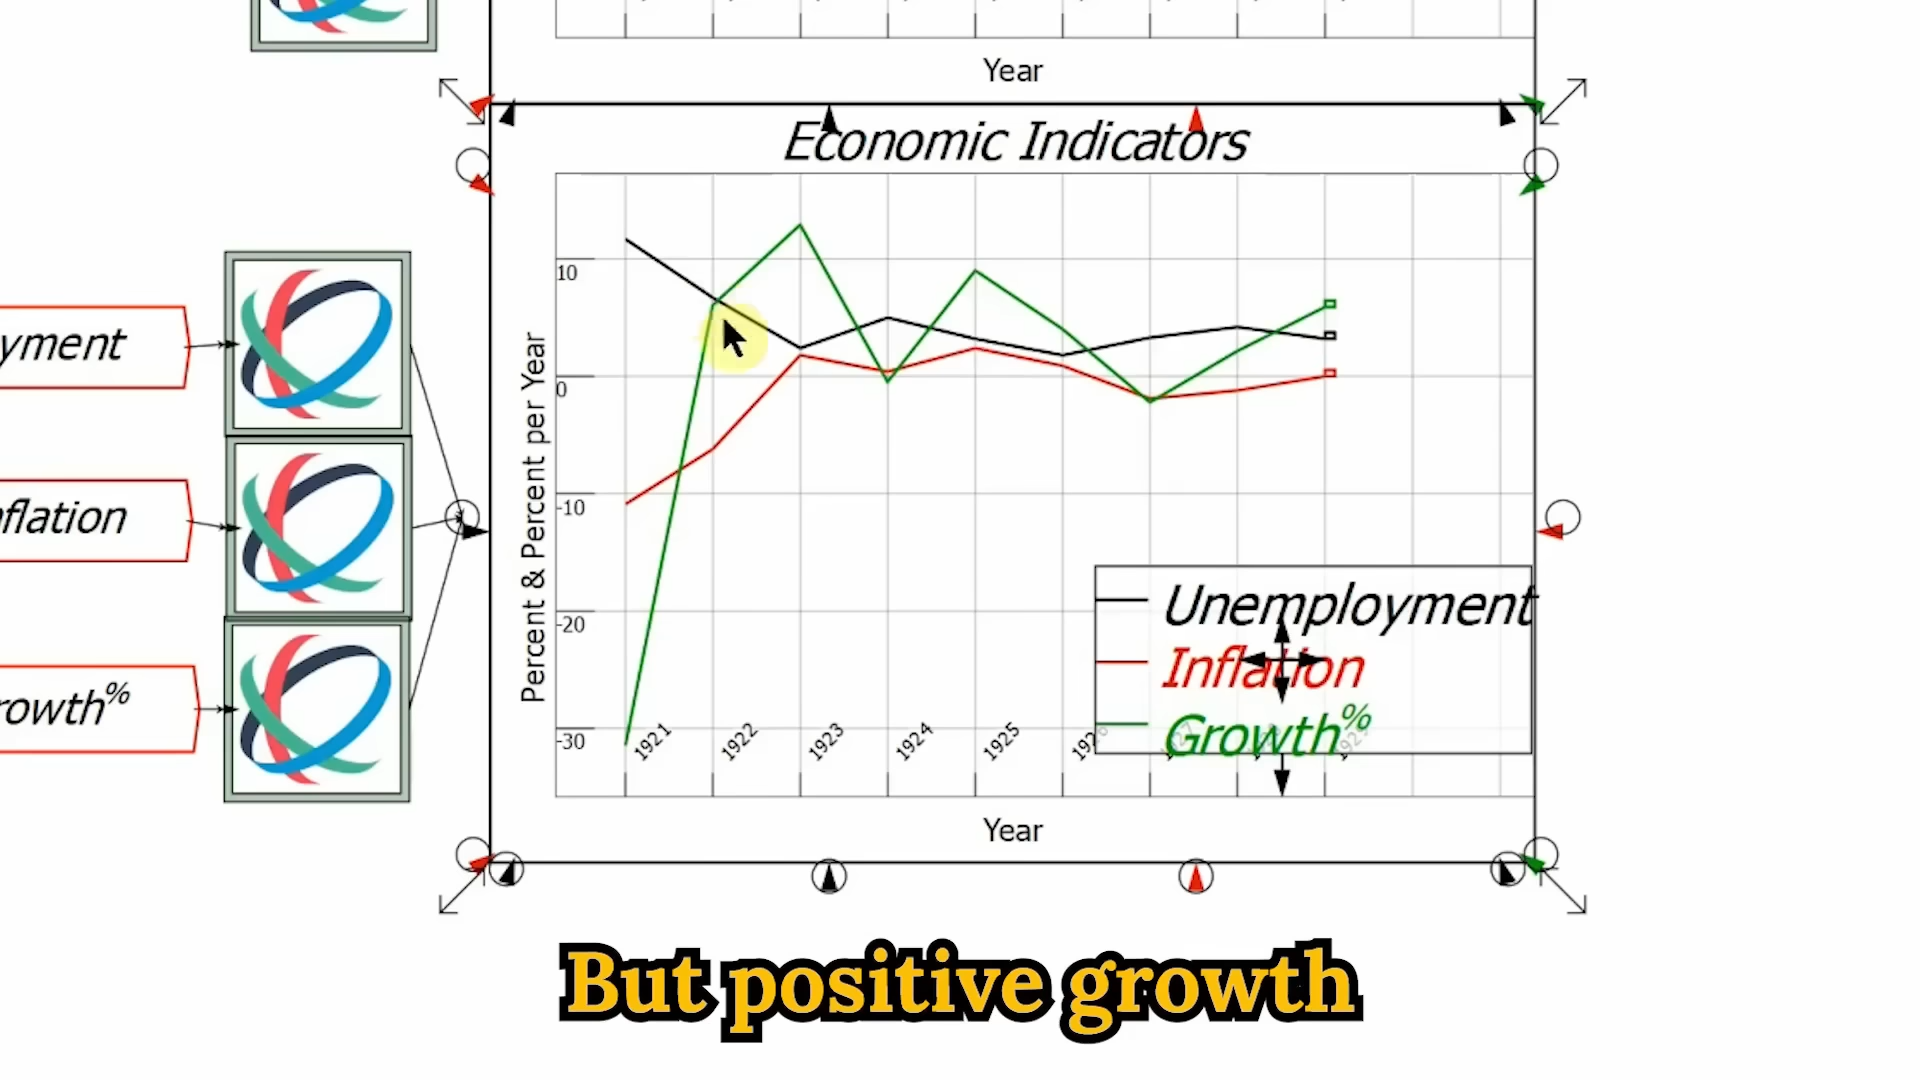 Year
Economic Indicators
10
0
-10
-20
-30
Percent & Percent per Year
yment
flation
rowth%
Unemployment
Inflation
Growth%
1921
1922
1923
1924
1925
Year
But positive growth